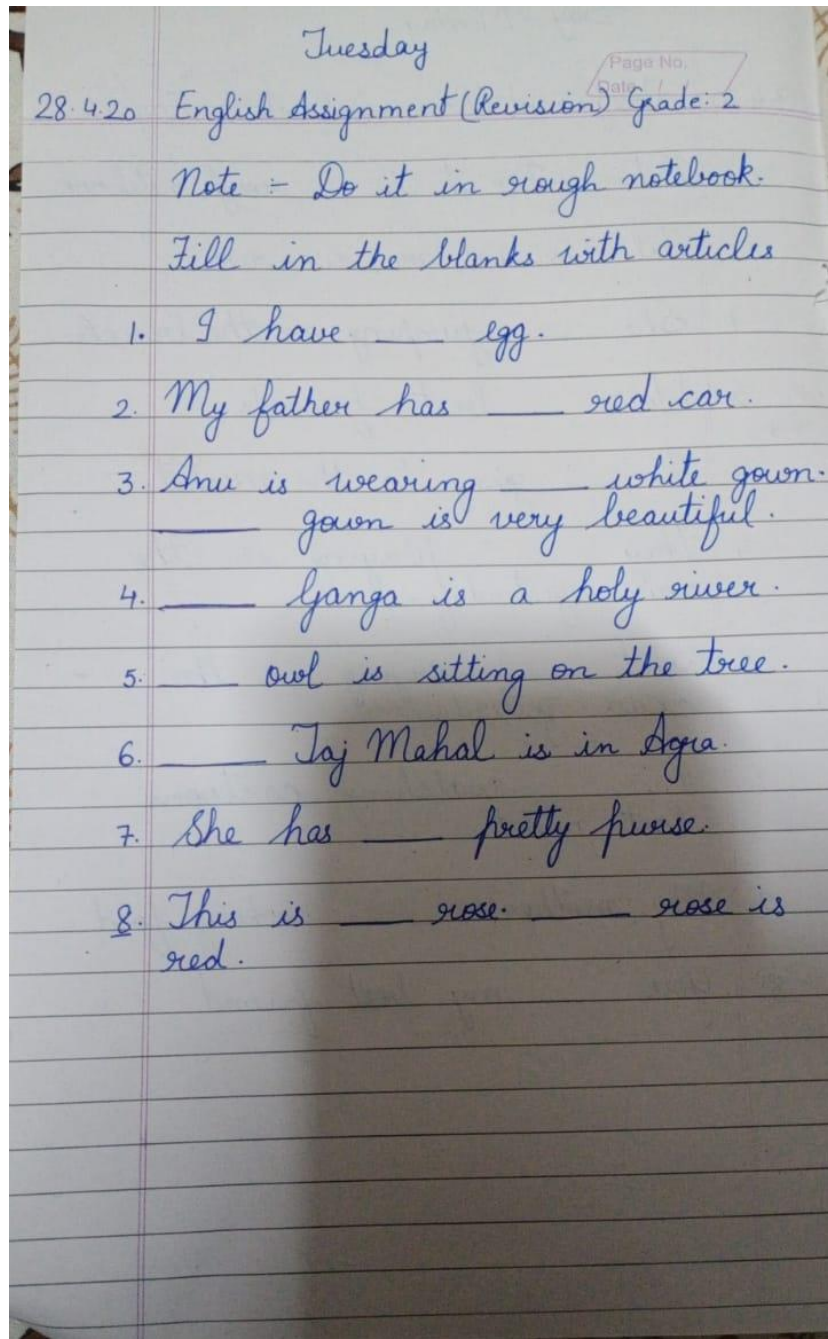 Tuesday
Page No.
Date / /
28.4.20 English Assignment (Revision) Grade: 2
Note :- Do it in rough notebook.
Fill in the blanks with articles
1. I have ___ egg.
2. My father has ___ red car.
3. Anu is wearing ___ white gown.
___ gown is very beautiful.
4. ___ Ganga is a holy river.
5. ___ owl is sitting on the tree.
6. ___ Taj Mahal is in Agra.
7. She has ___ pretty purse.
8. This is ___ rose. ___ rose is
red.